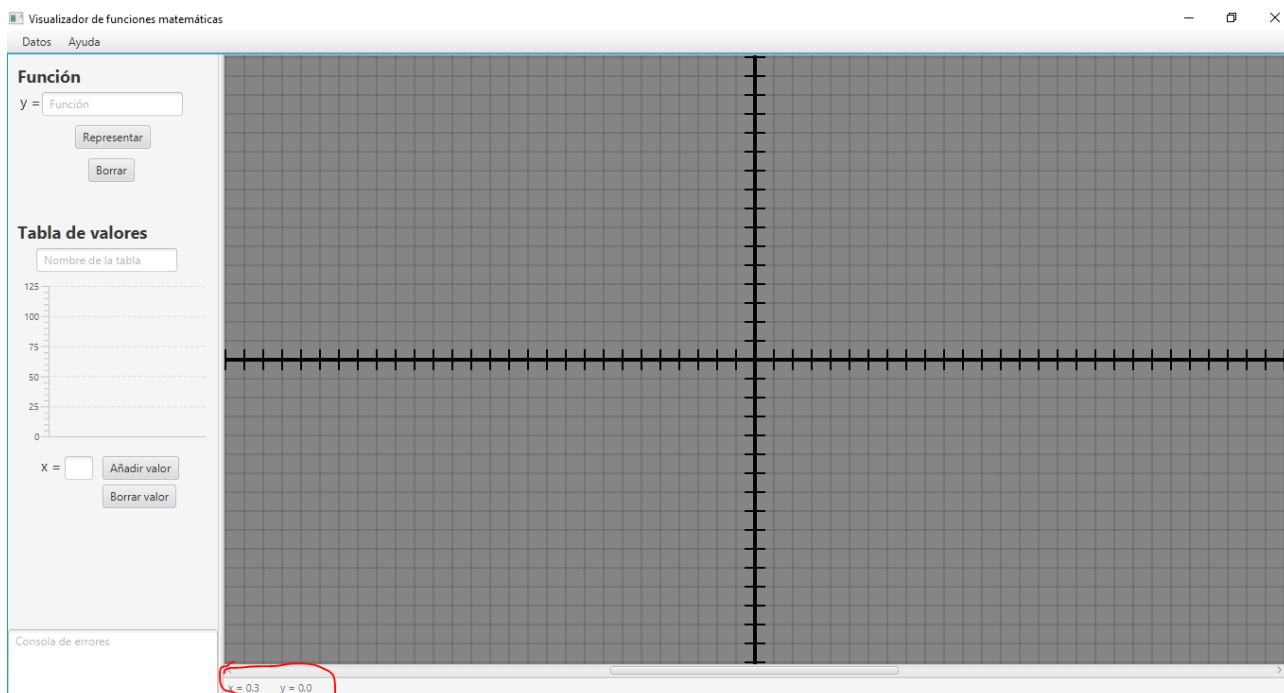 Visualizador de funciones matemáticas
Datos Ayuda
Función
y = Función
Representar
Borrar
Tabla de valores
Nombre de la tabla
125
100
75
50
25
0
x = Añadir valor
Borrar valor
Consola de errores
x = 0.3 y = 0.0